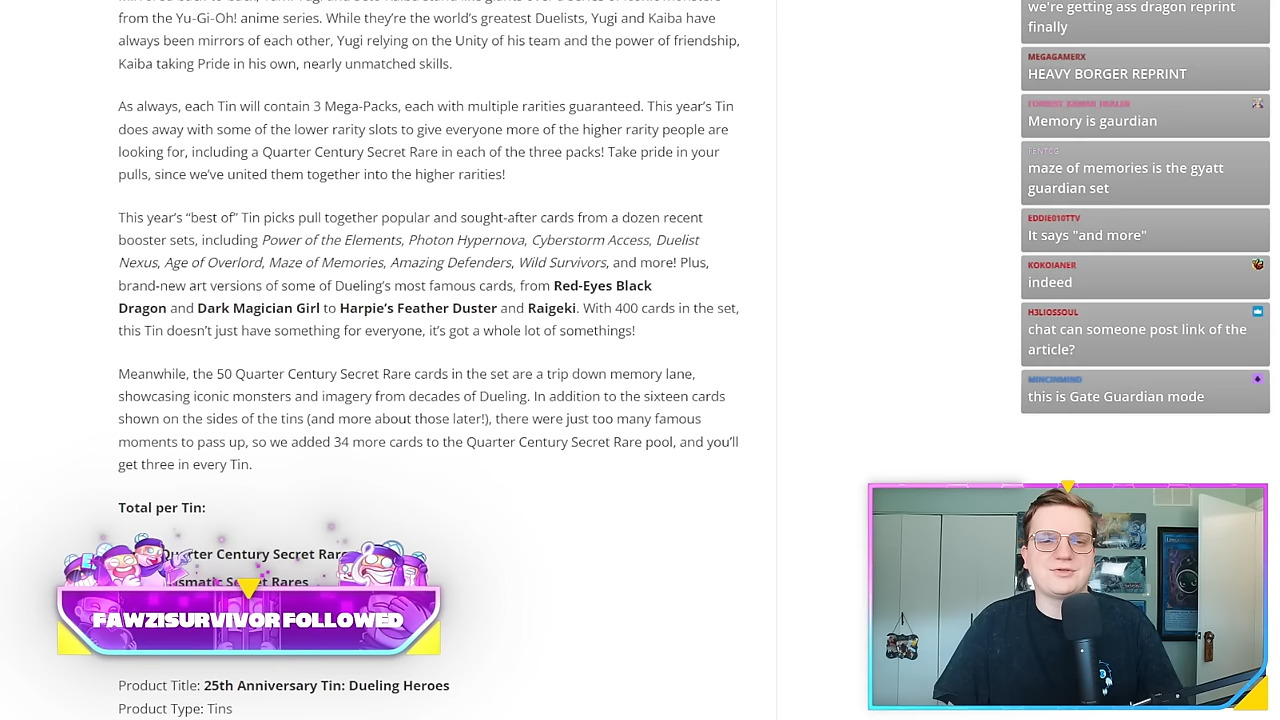 from the Yu-Gi-Oh! anime series. While they're the world's greatest Duelists, Yugi and Kaiba have
always been mirrors of each other, Yugi relying on the Unity of his team and the power of friendship,
Kaiba taking Pride in his own, nearly unmatched skills.
As always, each Tin will contain 3 Mega-Packs, each with multiple rarities guaranteed. This year's Tin
does away with some of the lower rarity slots to give everyone more of the higher rarity people are
looking for, including a Quarter Century Secret Rare in each of the three packs! Take pride in your
pulls, since we've united them together into the higher rarities!
This year's “best of” Tin picks pull together popular and sought-after cards from a dozen recent
booster sets, including Power of the Elements, Photon Hypernova, Cyberstorm Access, Duelist
Nexus, Age of Overlord, Maze of Memories, Amazing Defenders, Wild Survivors, and more! Plus,
brand-new art versions of some of Dueling's most famous cards, from Red-Eyes Black
Dragon and Dark Magician Girl to Harpie's Feather Duster and Raigeki. With 400 cards in the set,
this Tin doesn't just have something for everyone, it's got a whole lot of somethings!
Meanwhile, the 50 Quarter Century Secret Rare cards in the set are a trip down memory lane,
showcasing iconic monsters and imagery from decades of Dueling. In addition to the sixteen cards
shown on the sides of the tins (and more about those later!), there were just too many famous
moments to pass up, so we added 34 more cards to the Quarter Century Secret Rare pool, and you'll
get three in every Tin.
Total per Tin:
Century Secret Rare
Rares
FAWZISURVIVOR FOLLOWED
Product Title: 25th Anniversary Tin: Dueling Heroes
Product Type: Tins
we're getting ass dragon reprint
finally
MEGAGAMERX
HEAVY BORGER REPRINT
Memory is gaurdian
maze of memories is the gyatt
guardian set
EDDIE010TTV
It says "and more"
KOKOIANER
indeed
H3LIOSSOUL
chat can someone post link of the
article?
MINCINMIND
this is Gate Guardian mode